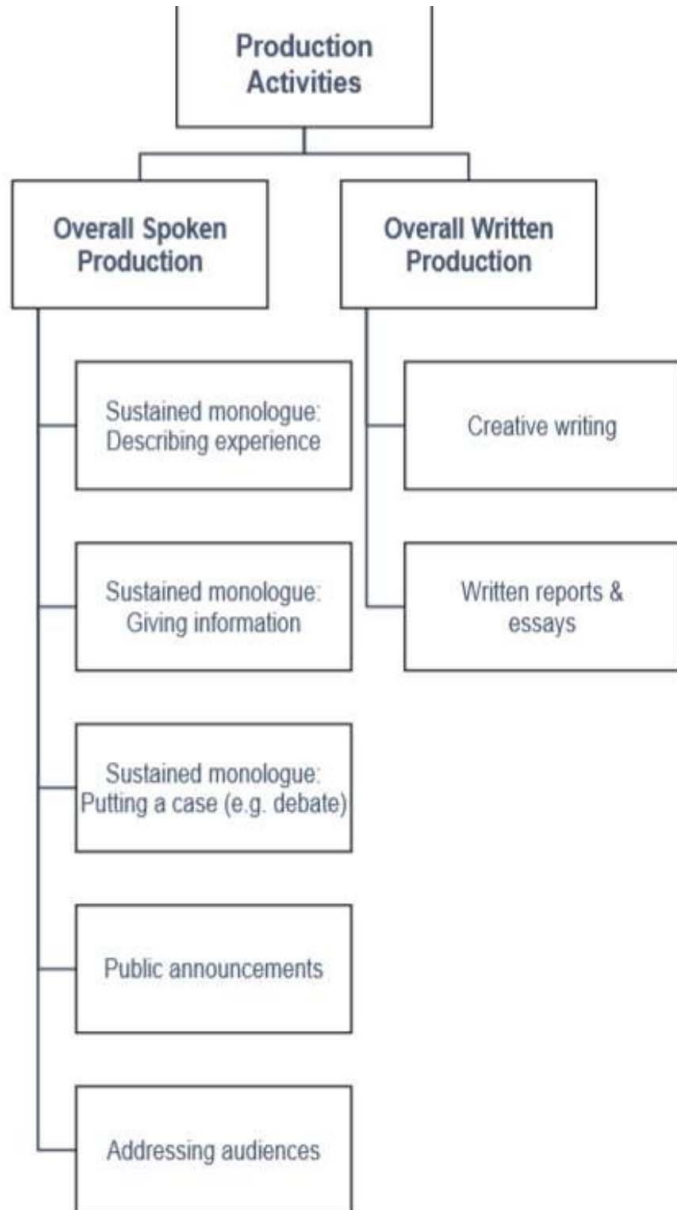 Production
Activities
Overall Spoken
Production
Overall Written
Production
Sustained monologue:
Describing experience
Sustained monologue:
Giving information
Sustained monologue:
Putting a case (e.g. debate)
Public announcements
Addressing audiences
Creative writing
Written reports &
essays